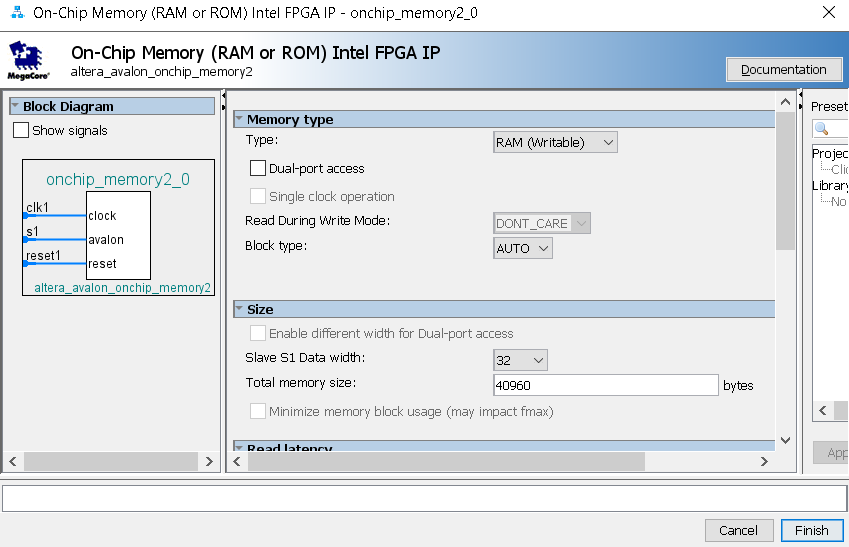 On-Chip Memory (RAM or ROM) Intel FPGA IP - onchip_memory2_0
MegaCore®
On-Chip Memory (RAM or ROM) Intel FPGA IP
altera_avalon_onchip_memory2
Documentation
Block Diagram
Show signals
onchip_memory2_0
clk1
clock
s1
avalon
reset1
reset
altera_avalon_onchip_memory2
Memory type
Type: RAM (Writable)
Dual-port access
Single clock operation
Read During Write Mode: DONT_CARE
Block type: AUTO
Size
Enable different width for Dual-port access
Slave S1 Data width: 32
Total memory size: 40960 bytes
Minimize memory block usage (may impact fmax)
Read latency
Preset
Projec
Clic
Library
No
App
Cancel Finish